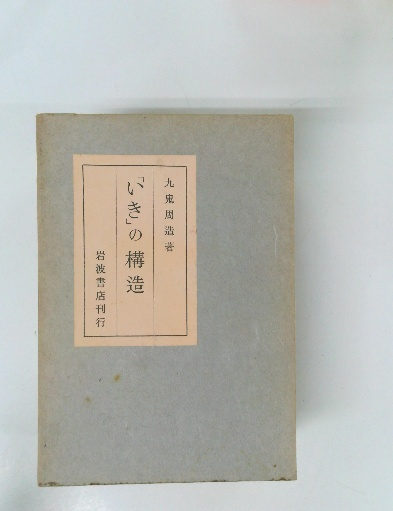 九鬼周造著
「いき」の構造
岩波書店刊行